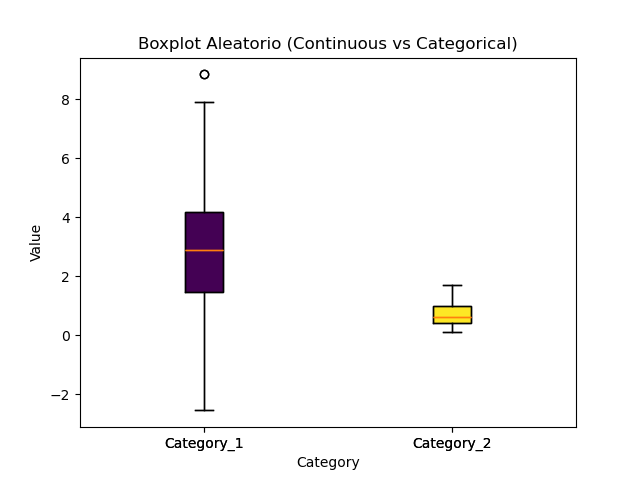 Boxplot Aleatorio (Continuous vs Categorical)
8
6
4
2
0
−2
Value
Category_1
Category_2
Category